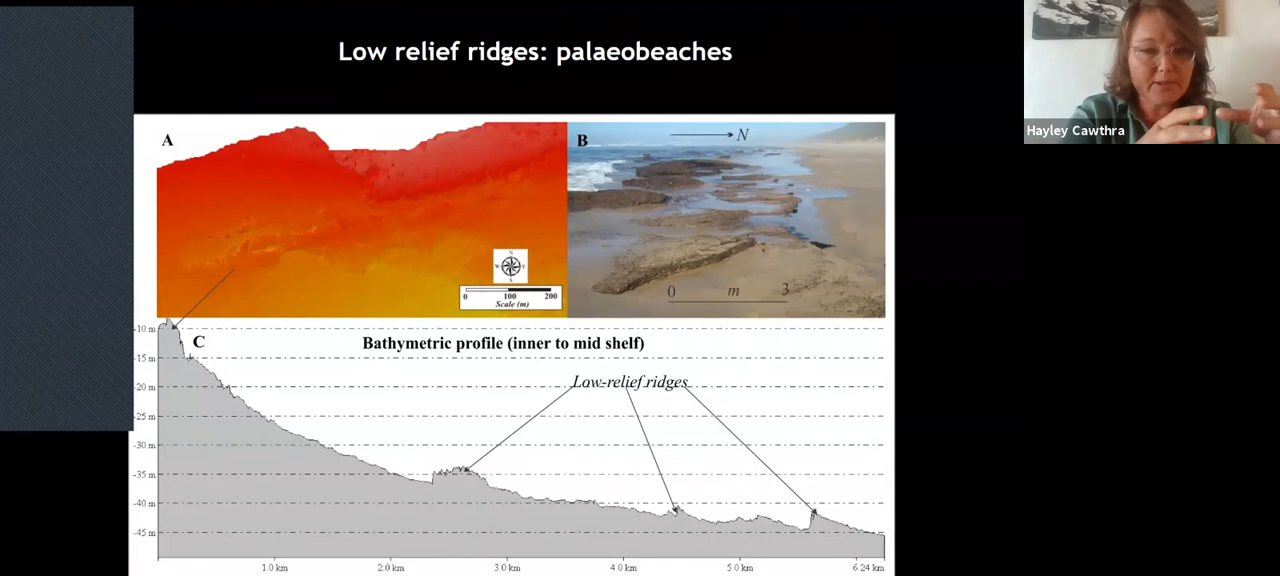 Low relief ridges: palaeobeaches
Hayley Cawthra
A
B
N
N
W
E
S
0 100 200
Scale (m)
0 m 3
-10 m
C
Bathymetric profile (inner to mid shelf)
-15 m
Low-relief ridges
-20 m
-25 m
-30 m
-35 m
-40 m
-45 m
1.0 km 2.0 km 3.0 km 4.0 km 5.0 km 6.24 km